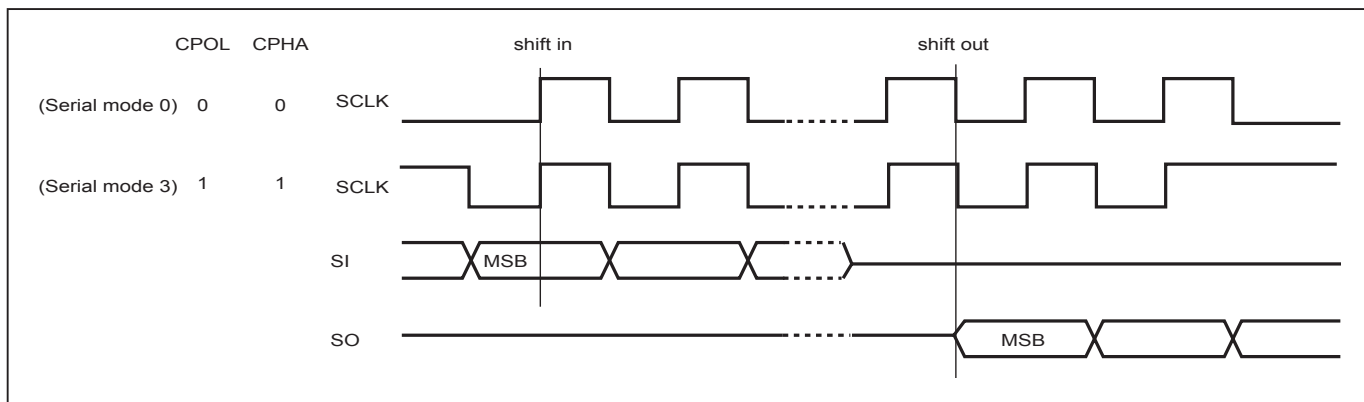 CPOL CPHA shift in shift out
(Serial mode 0) 0 0 SCLK
(Serial mode 3) 1 1 SCLK
SI MSB
SO MSB